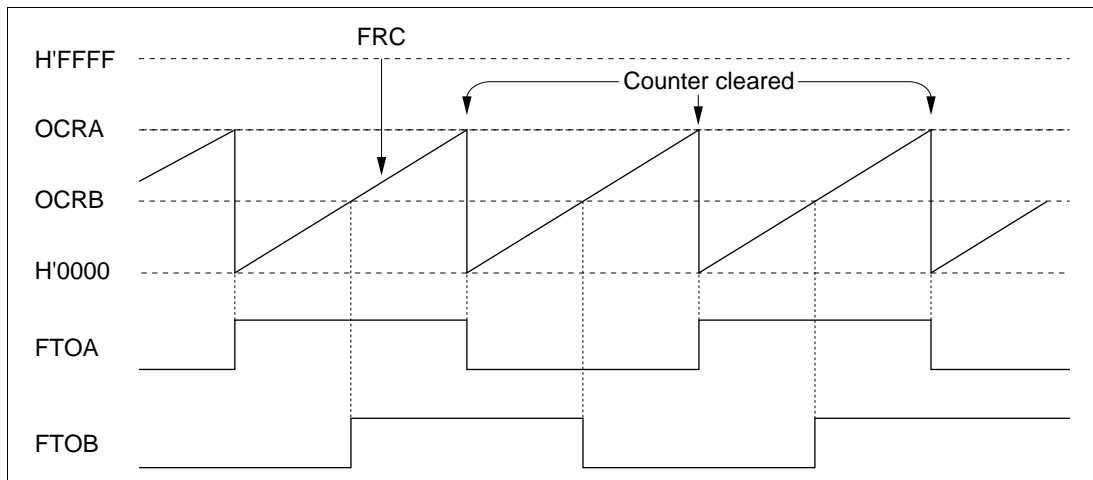 FRC
H'FFFF
Counter cleared
OCRA
OCRB
H'0000
FTOA
FTOB